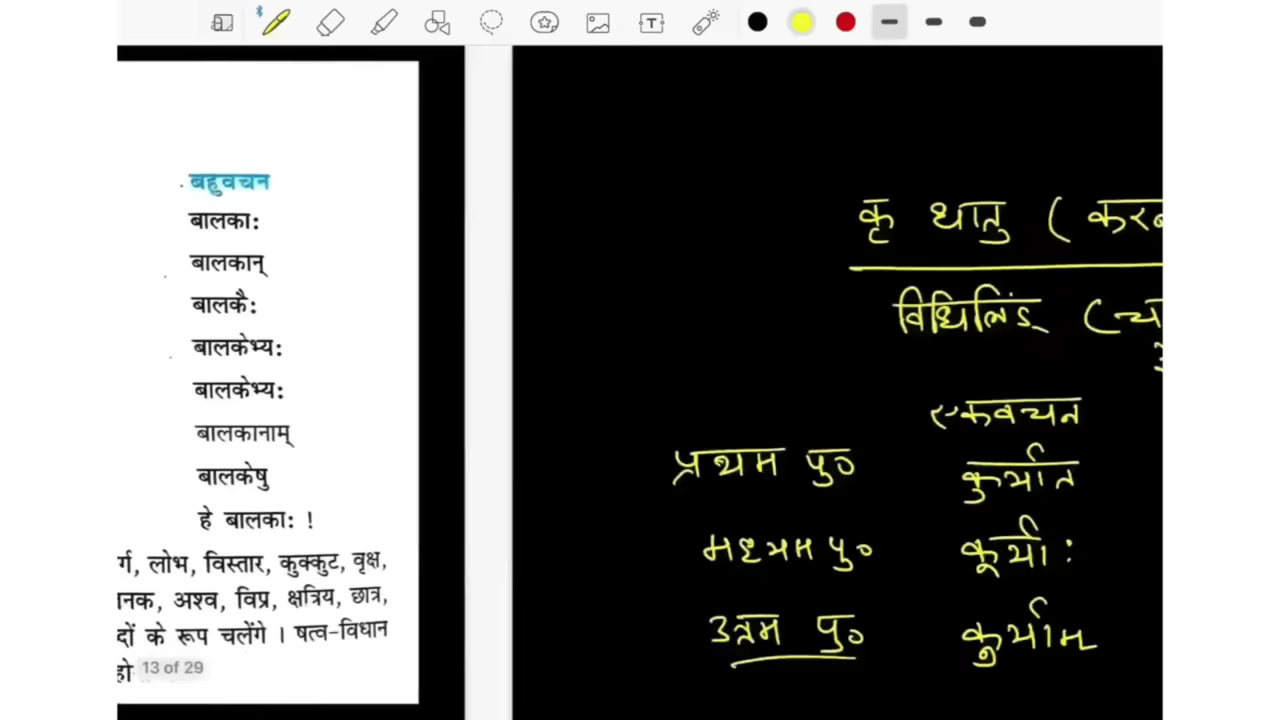 बहुवचन
बालकाः
बालकान्
बालकैः
बालकेभ्यः
बालकेभ्यः
बालकानाम्
बालकेषु
हे बालकाः !
र्ग, लोभ, विस्तार, कुक्कुट, वृक्ष,
नक, अश्व, विप्र, क्षत्रिय, छात्र,
दों के रूप चलेंगे । षत्व-विधान
हो
13 of 29
कृ धातु (
विधिलिंङ (
एकवचन
प्रथम पु० कुर्यात
मध्यम पु० कूर्याः
उत्तम पु० कुर्याम